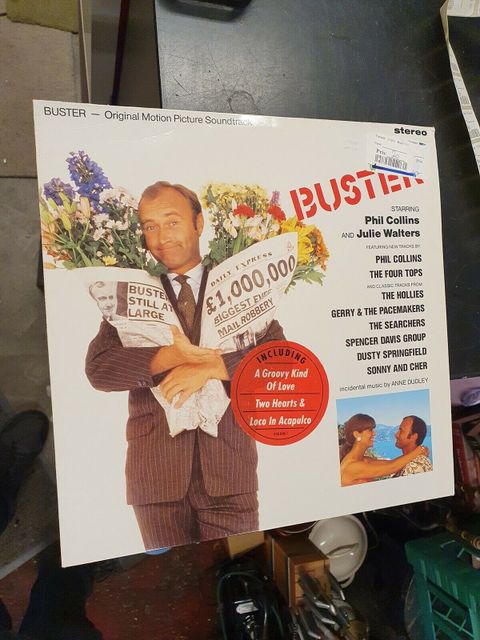 BUSTER — Original Motion Picture Soundtrack
stereo
BUSTER
STARRING
Phil Collins
AND Julie Walters
FEATURING NEW TRACKS BY
PHIL COLLINS
THE FOUR TOPS
AND CLASSIC TRACKS FROM
THE HOLLIES
GERRY & THE PACEMAKERS
THE SEARCHERS
SPENCER DAVIS GROUP
DUSTY SPRINGFIELD
SONNY AND CHER
incidental music by ANNE DUDLEY
DAILY EXPRESS
£1,000,000
BIGGEST EVER
MAIL ROBBERY
BUSTER
STILL AT
LARGE
INCLUDING
A Groovy Kind
Of Love
Two Hearts &
Loco In Acapulco